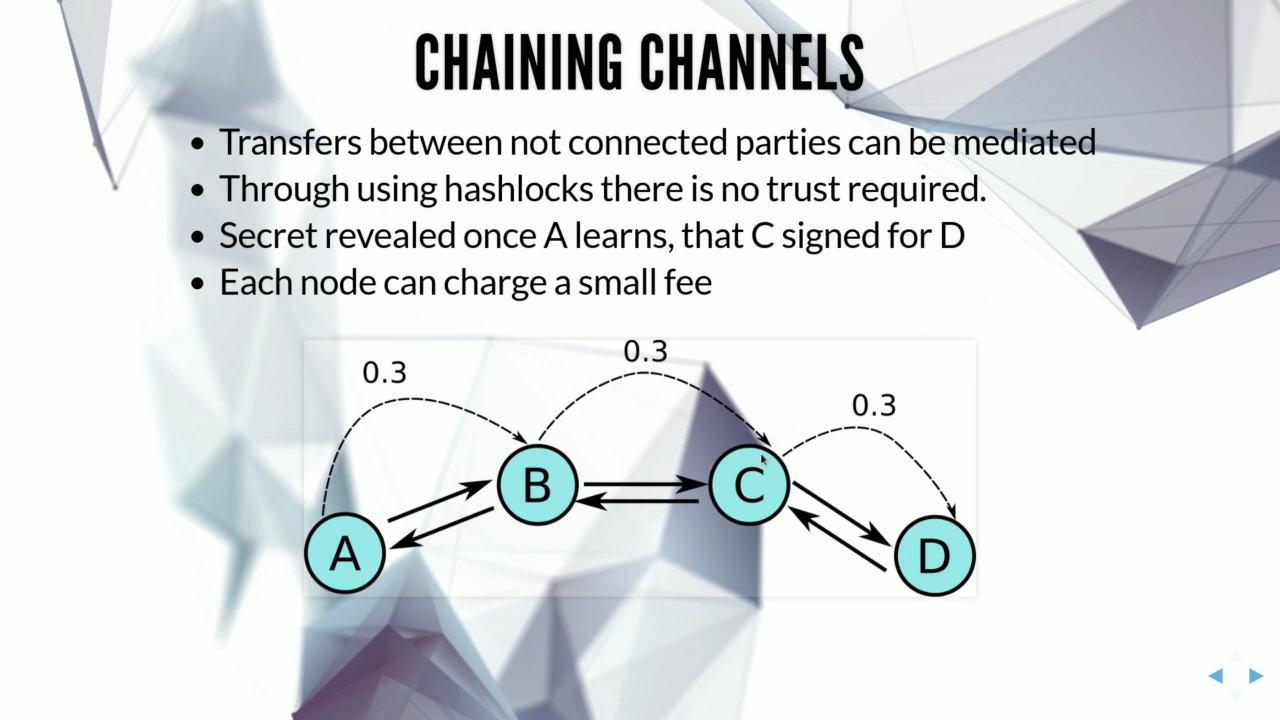 CHAINING CHANNELS
Transfers between not connected parties can be mediated
Through using hashlocks there is no trust required.
Secret revealed once A learns, that C signed for D
Each node can charge a small fee
0.3
0.3
0.3
A
B
C
D